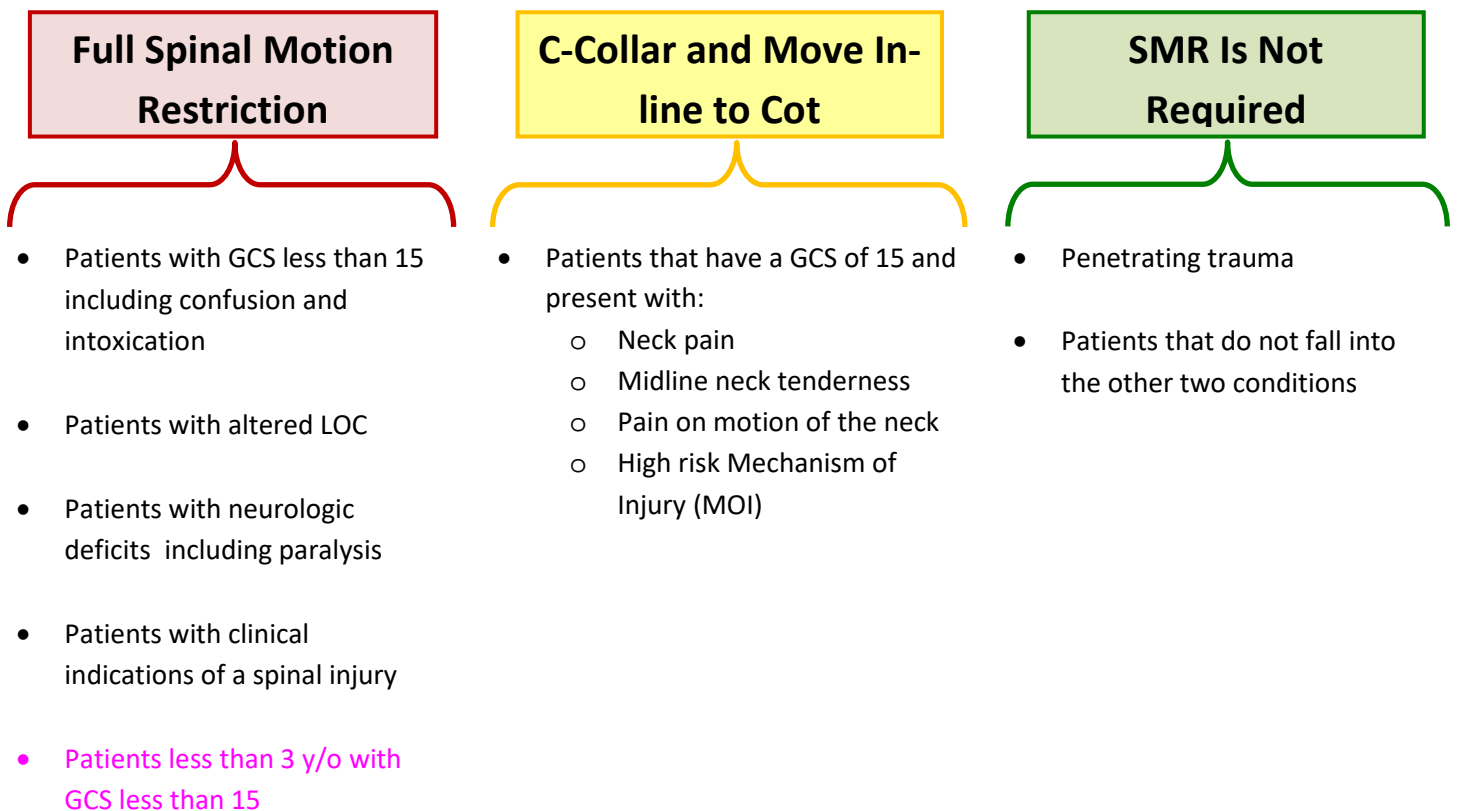 Full Spinal Motion
Restriction
• Patients with GCS less than 15
including confusion and
intoxication
• Patients with altered LOC
• Patients with neurologic
deficits  including paralysis
• Patients with clinical
indications of a spinal injury
• Patients less than 3 y/o with
GCS less than 15
C-Collar and Move In-
line to Cot
• Patients that have a GCS of 15 and
present with:
o Neck pain
o Midline neck tenderness
o Pain on motion of the neck
o High risk Mechanism of
Injury (MOI)
SMR Is Not
Required
• Penetrating trauma
• Patients that do not fall into
the other two conditions